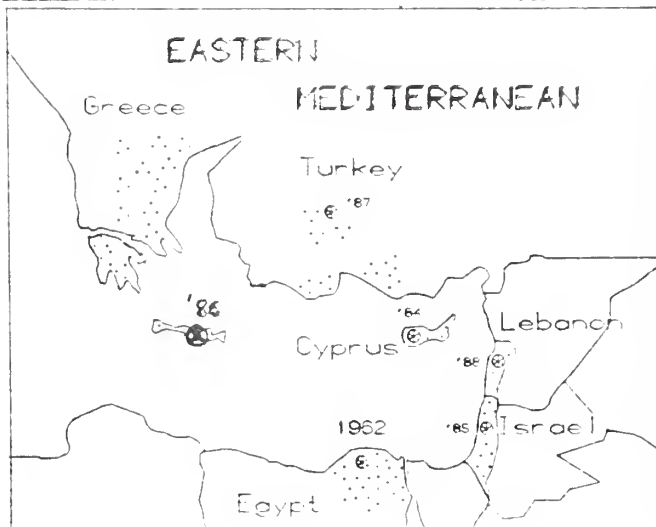 EASTERN
MEDITERRANEAN
Greece
Turkey
'87
'86
'84
Cyprus
Lebanon
'88
1962
'85
Israel
Egypt